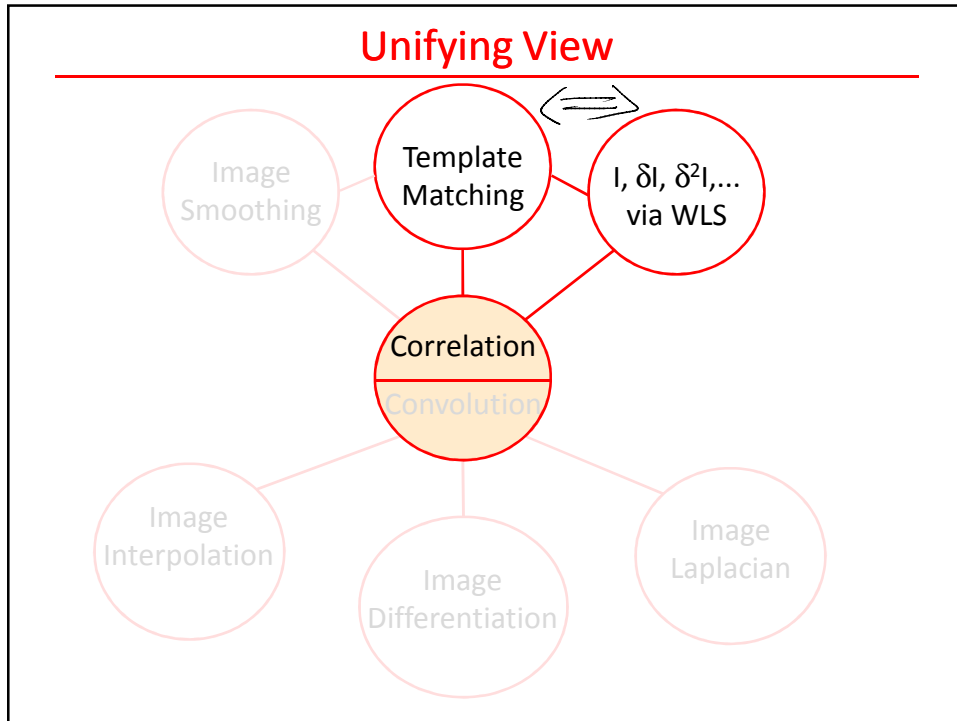 Unifying View
Image
Smoothing
Template
Matching
I, δI, δ²I,...
via WLS
Correlation
Convolution
Image
Interpolation
Image
Differentiation
Image
Laplacian